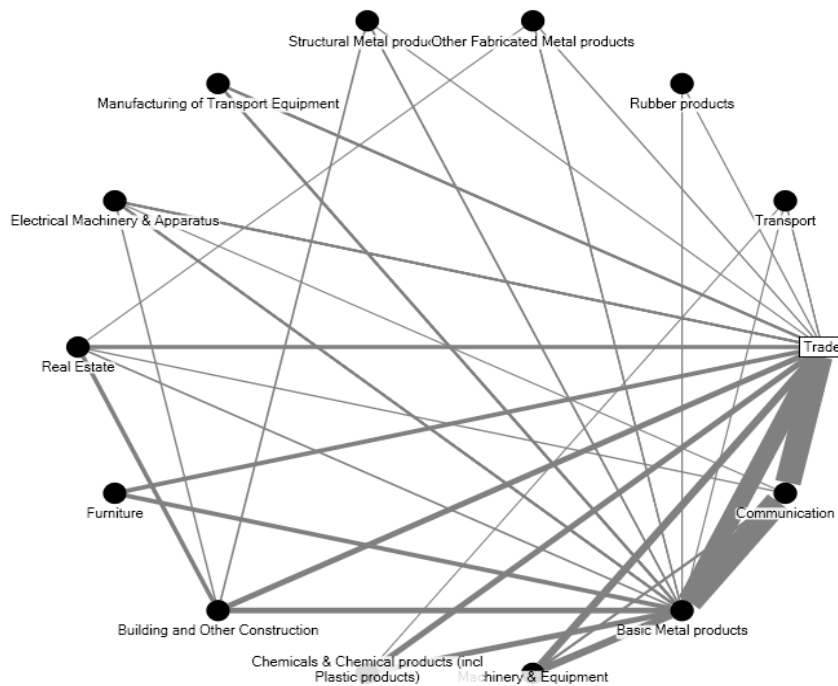 Structural Metal produc
Other Fabricated Metal products
Manufacturing of Transport Equipment
Rubber products
Electrical Machinery & Apparatus
Transport
Real Estate
Trade
Furniture
Communication
Building and Other Construction
Basic Metal products
Chemicals & Chemical products (incl
Plastic products)
Machinery & Equipment